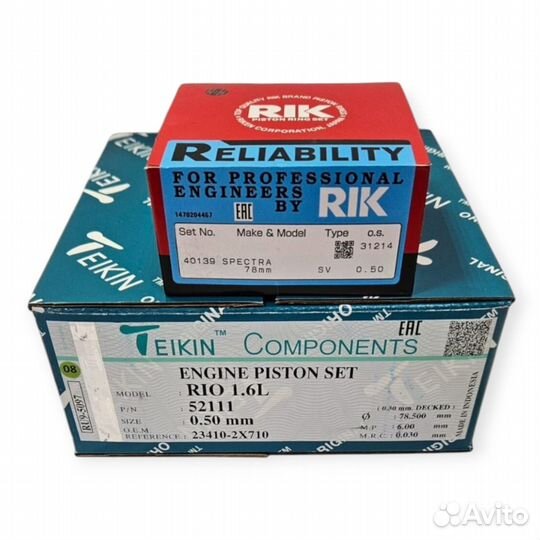 RIK
PISTON RING SET
RELIABILITY
FOR PROFESSIONAL
ENGINEERS
BY RIK
1470204467
EAC
Set No. Make & Model Type o.s.
31214
40139 SPECTRA
78mm SV 0.50
TEIKIN
TEIKIN™ COMPONENTS
EAC
08
RU9-5097
ENGINE PISTON SET
MODEL : RIO 1.6L
P/N : 52111
SIZE : 0.50 mm
O.E.M
REFERENCE : 23410-2X710
(0.30 mm. DECKED)
Ø : 78.500 mm
M.P : 6.00 mm
M.R.C : 0.030 mm
MADE IN INDONESIA
Avito